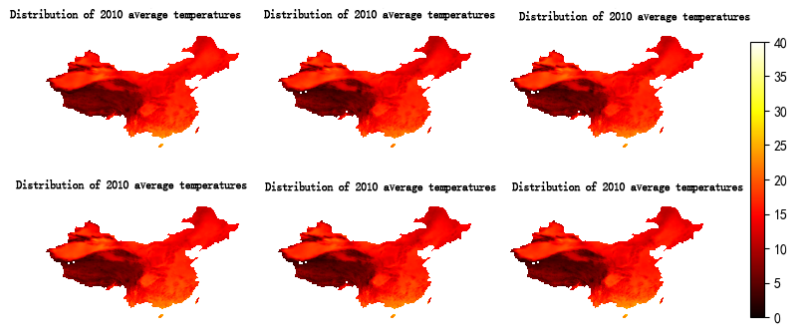 Distribution of 2010 average temperatures
Distribution of 2010 average temperatures
Distribution of 2010 average temperatures
40
35
30
25
20
15
10
5
0
Distribution of 2010 average temperatures
Distribution of 2010 average temperatures
Distribution of 2010 average temperatures